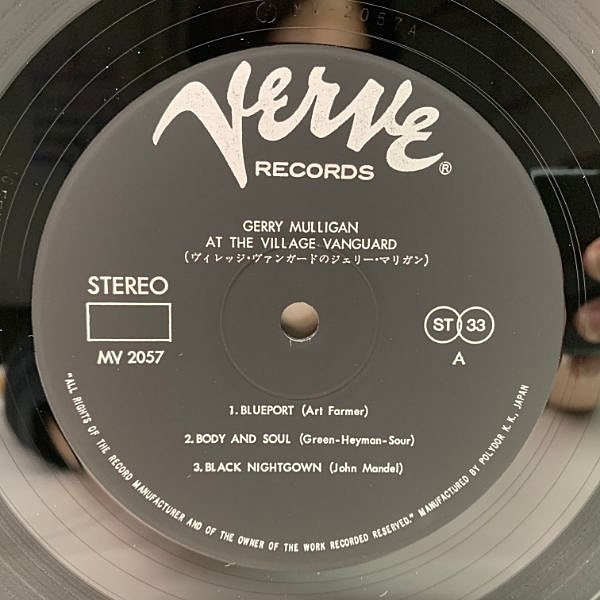 MV-2057A
Verve
RECORDS ®
GERRY MULLIGAN
AT THE VILLAGE VANGUARD
(ヴィレッジ・ヴァンガードのジェリー・マリガン)
STEREO
MV 2057
ST 33
A
1. BLUEPORT (Art Farmer)
2. BODY AND SOUL (Green-Heyman-Sour)
3. BLACK NIGHTGOWN (John Mandel)
"ALL RIGHTS OF THE RECORD MANUFACTURER AND OF THE OWNER OF THE WORK RECORDED RESERVED." MANUFACTURED BY POLYDOR K. K., JAPAN